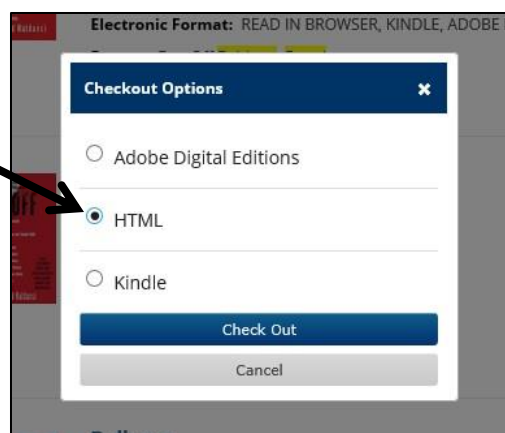 Electronic Format: READ IN BROWSER, KINDLE, ADOBE
Checkout Options
Adobe Digital Editions
HTML
Kindle
Check Out
Cancel